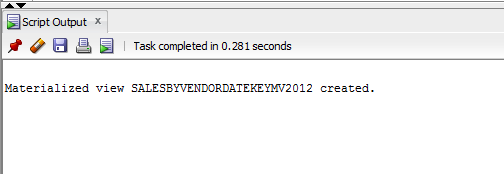 Script Output x
Task completed in 0.281 seconds
Materialized view SALESBYVENDORDATEKEYMV2012 created.